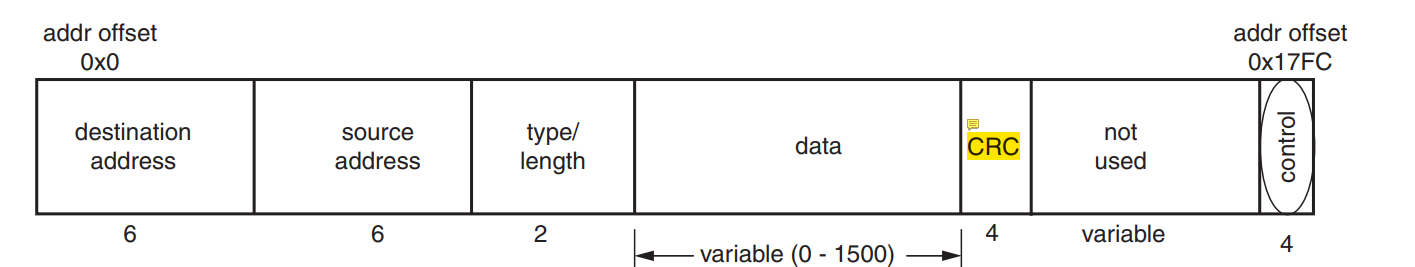 addr offset
0x0
addr offset
0x17FC
destination
address
source
address
type/
length
data
CRC
not
used
control
6
6
2
variable (0 - 1500)
4
variable
4